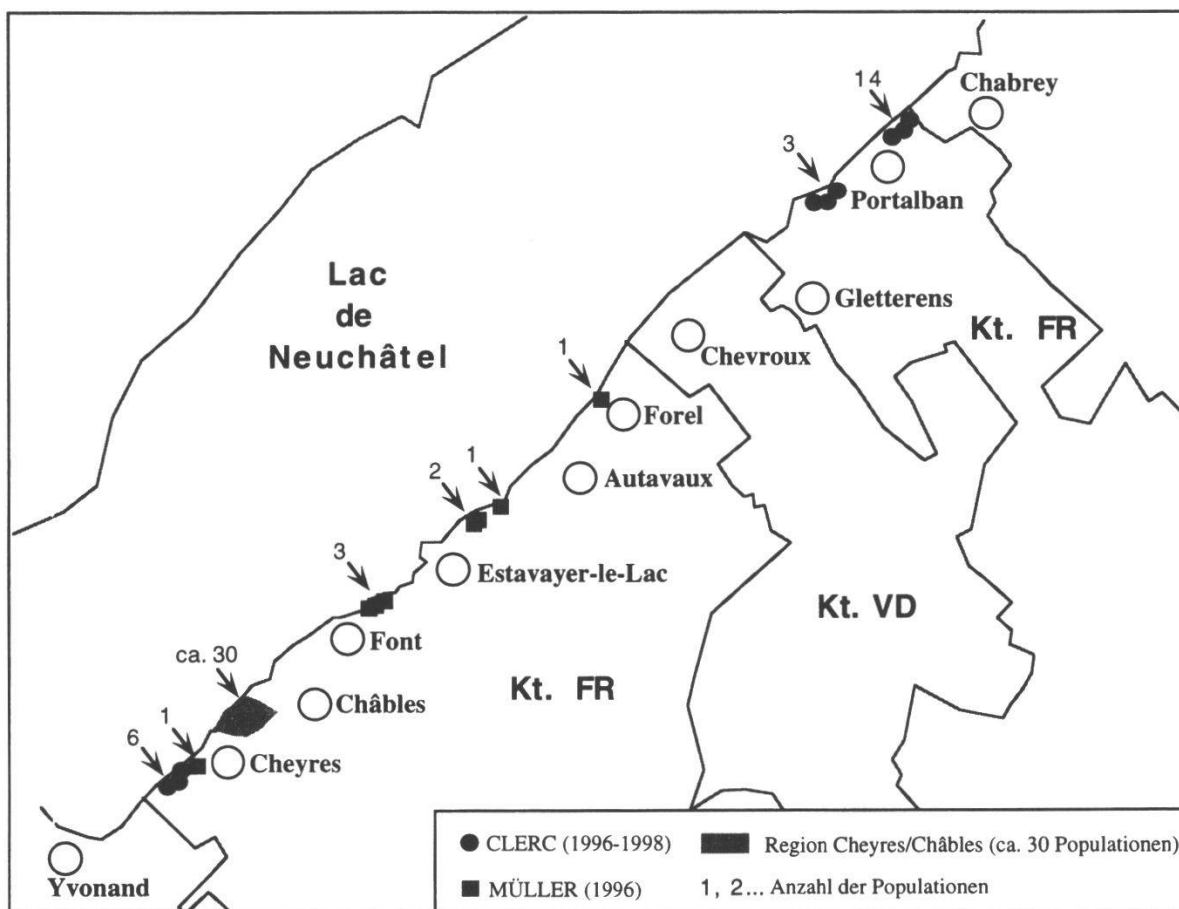 14
Chabrey
3
Portalban
Lac
de
Neuchâtel
Gletterens
Kt. FR
Chevroux
1
Forel
1
2
Autavaux
Estavayer-le-Lac
3
Kt. VD
Font
ca. 30
Kt. FR
Châbles
1
6
Cheyres
Yvonand
CLERC (1996-1998)
Region Cheyres/Châbles (ca. 30 Populationen)
MÜLLER (1996)
1, 2... Anzahl der Populationen